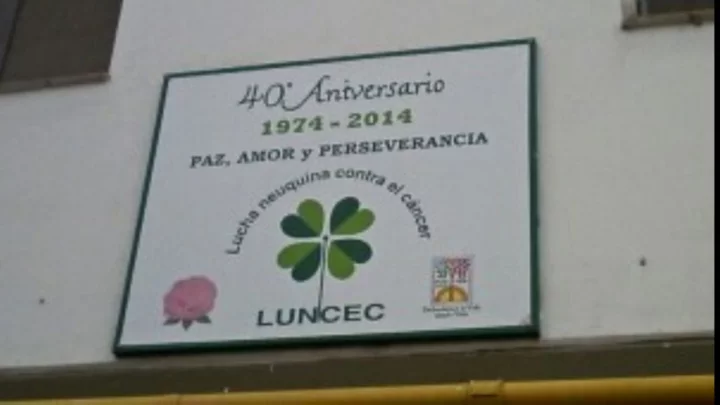 40° Aniversario
1974 - 2014
PAZ, AMOR y PERSEVERANCIA
Lucha neuquina contra el cáncer
LUNCEC